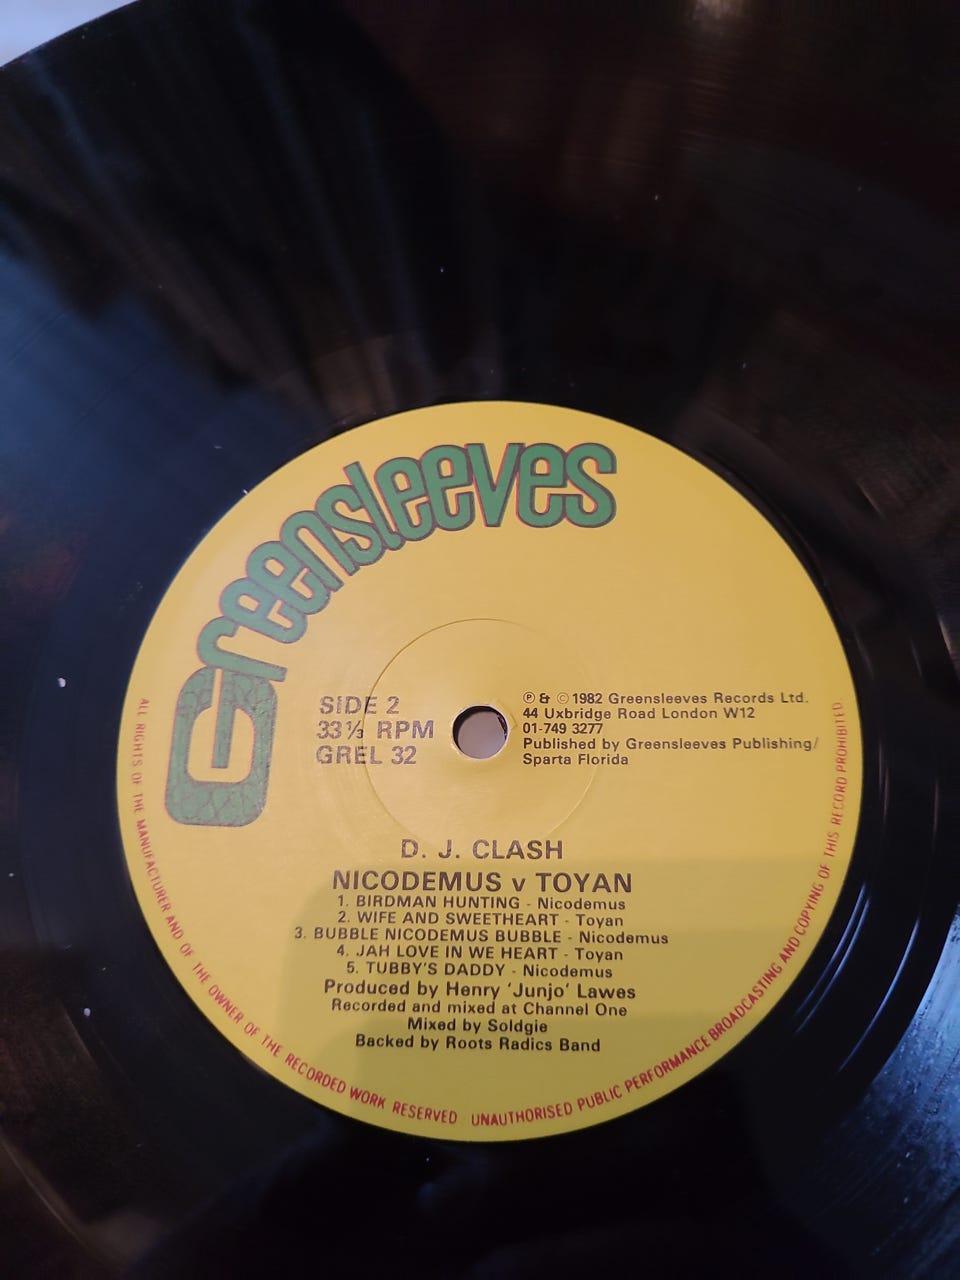 Greensleeves
SIDE 2
33⅓ RPM
GREL 32
℗ & © 1982 Greensleeves Records Ltd.
44 Uxbridge Road London W12
01-749 3277
Published by Greensleeves Publishing/
Sparta Florida
D. J. CLASH
NICODEMUS v TOYAN
1. BIRDMAN HUNTING - Nicodemus
2. WIFE AND SWEETHEART - Toyan
3. BUBBLE NICODEMUS BUBBLE - Nicodemus
4. JAH LOVE IN WE HEART - Toyan
5. TUBBY'S DADDY - Nicodemus
Produced by Henry 'Junjo' Lawes
Recorded and mixed at Channel One
Mixed by Soldgie
Backed by Roots Radics Band
ALL RIGHTS OF THE MANUFACTURER AND OF THE OWNER OF THE RECORDED WORK RESERVED UNAUTHORISED PUBLIC PERFORMANCE BROADCASTING AND COPYING OF THIS RECORD PROHIBITED